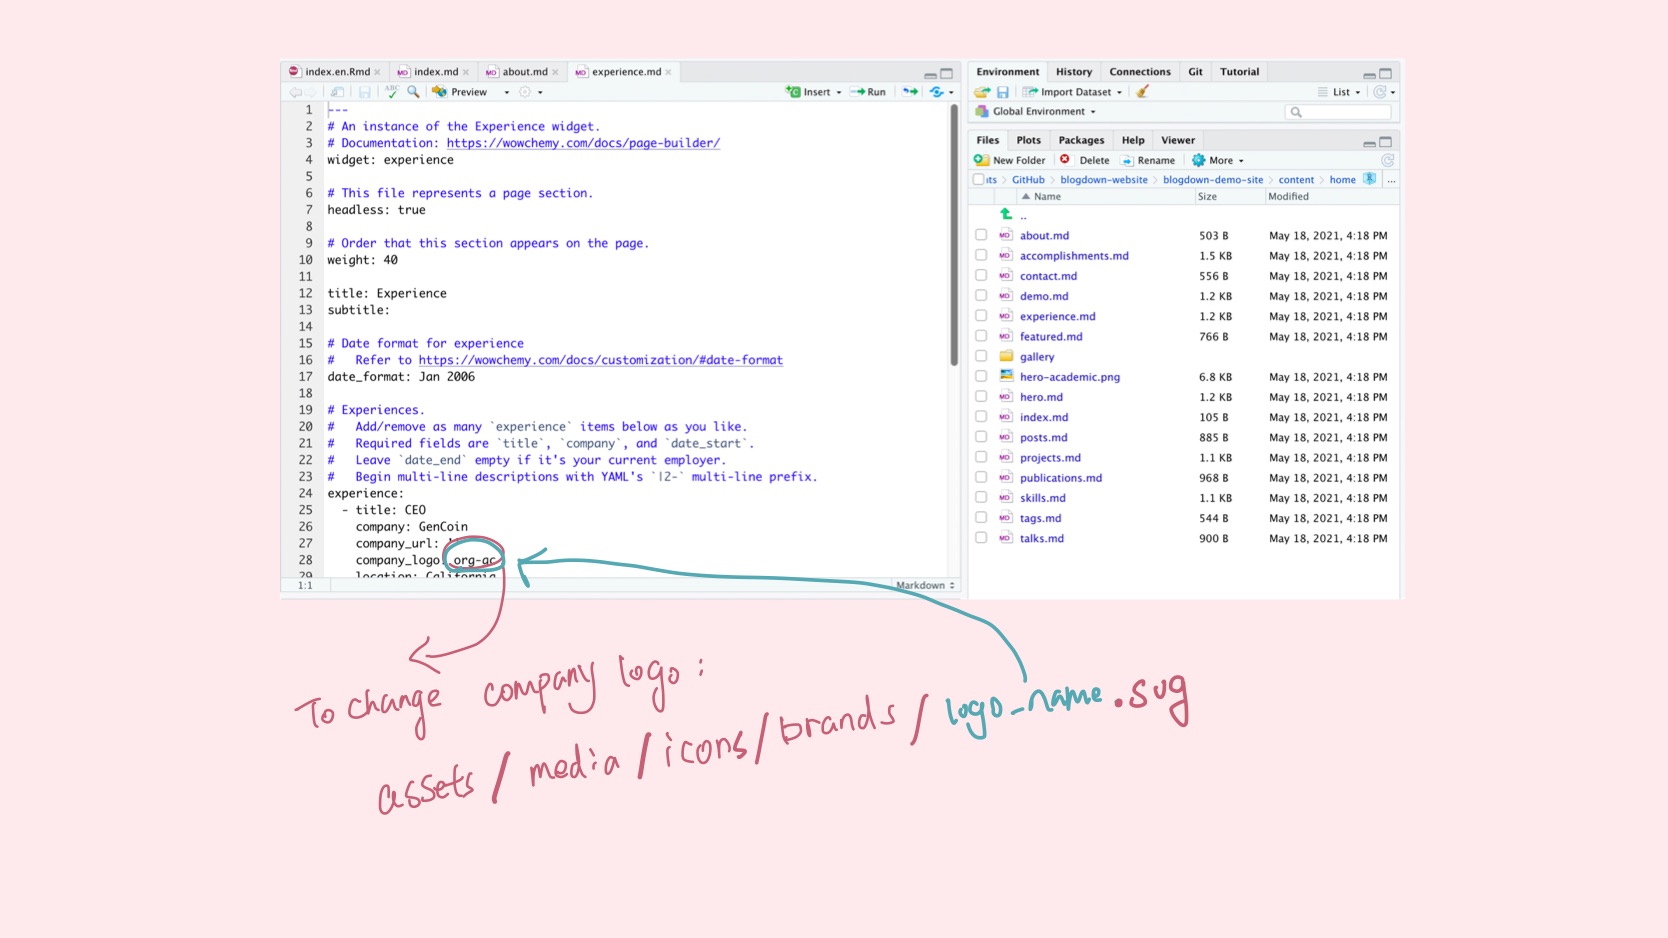 index.en.Rmd
index.md
about.md
experience.md
ABC
Preview
Insert
Run
1 ---
2 # An instance of the Experience widget.
3 # Documentation: https://wowchemy.com/docs/page-builder/
4 widget: experience
5
6 # This file represents a page section.
7 headless: true
8
9 # Order that this section appears on the page.
10 weight: 40
11
12 title: Experience
13 subtitle:
14
15 # Date format for experience
16 #   Refer to https://wowchemy.com/docs/customization/#date-format
17 date_format: Jan 2006
18
19 # Experiences.
20 #   Add/remove as many `experience` items below as you like.
21 #   Required fields are `title`, `company`, and `date_start`.
22 #   Leave `date_end` empty if it's your current employer.
23 #   Begin multi-line descriptions with YAML's `|2-` multi-line prefix.
24 experience:
25   - title: CEO
26     company: GenCoin
27     company_url:
28     company_logo: org-gc
29     location: California
1:1
Markdown
Environment History Connections Git Tutorial
Import Dataset
List
Global Environment
Files Plots Packages Help Viewer
New Folder Delete Rename More
nts GitHub blogdown-website blogdown-demo-site content home ...
Name Size Modified
..
about.md 503 B May 18, 2021, 4:18 PM
accomplishments.md 1.5 KB May 18, 2021, 4:18 PM
contact.md 556 B May 18, 2021, 4:18 PM
demo.md 1.2 KB May 18, 2021, 4:18 PM
experience.md 1.2 KB May 18, 2021, 4:18 PM
featured.md 766 B May 18, 2021, 4:18 PM
gallery
hero-academic.png 6.8 KB May 18, 2021, 4:18 PM
hero.md 1.2 KB May 18, 2021, 4:18 PM
index.md 105 B May 18, 2021, 4:18 PM
posts.md 885 B May 18, 2021, 4:18 PM
projects.md 1.1 KB May 18, 2021, 4:18 PM
publications.md 968 B May 18, 2021, 4:18 PM
skills.md 1.1 KB May 18, 2021, 4:18 PM
tags.md 544 B May 18, 2021, 4:18 PM
talks.md 900 B May 18, 2021, 4:18 PM
To change company logo:
assets/media/icons/brands/logo_name.svg